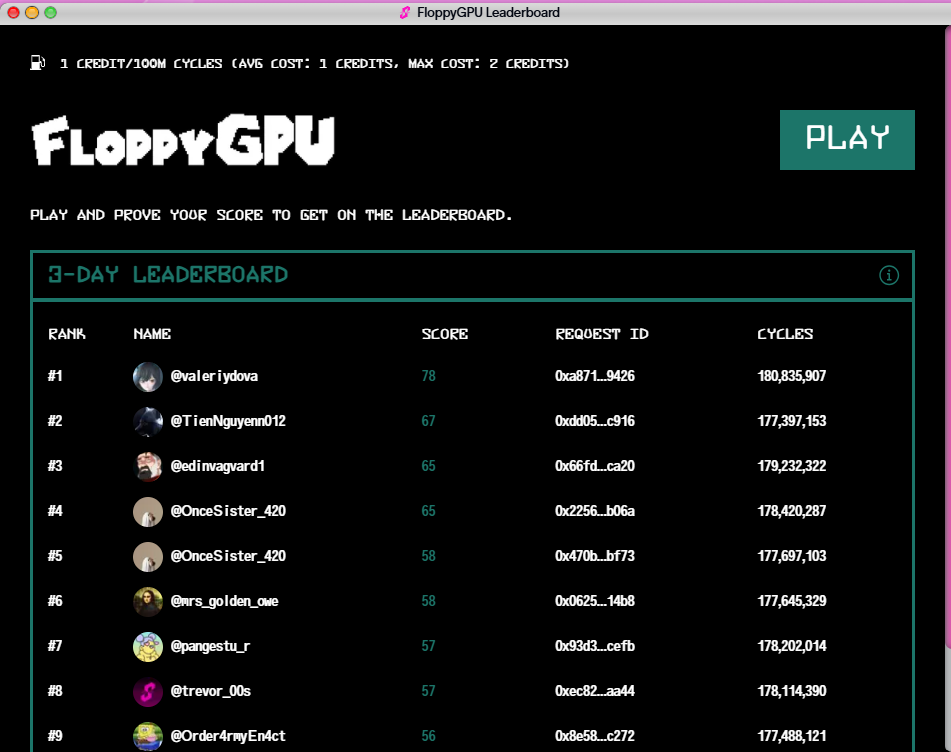 FloppyGPU Leaderboard
1 CREDIT/100M CYCLES (AVG COST: 1 CREDITS, MAX COST: 2 CREDITS)
FLOPPYGPU
PLAY
PLAY AND PROVE YOUR SCORE TO GET ON THE LEADERBOARD.
3-DAY LEADERBOARD
RANK NAME SCORE REQUEST ID CYCLES
#1 @valeriydova 78 0xa871...9426 180,835,907
#2 @TienNguyenn012 67 0xdd05...c916 177,397,153
#3 @edinvagvard1 65 0x66fd...ca20 179,232,322
#4 @OnceSister_420 65 0x2256...b06a 178,420,287
#5 @OnceSister_420 58 0x470b...bf73 177,697,103
#6 @mrs_golden_owe 58 0x0625...14b8 177,645,329
#7 @pangestu_r 57 0x93d3...cefb 178,202,014
#8 @trevor_00s 57 0xec82...aa44 178,114,390
#9 @Order4rmyEn4ct 56 0x8e58...c272 177,488,121